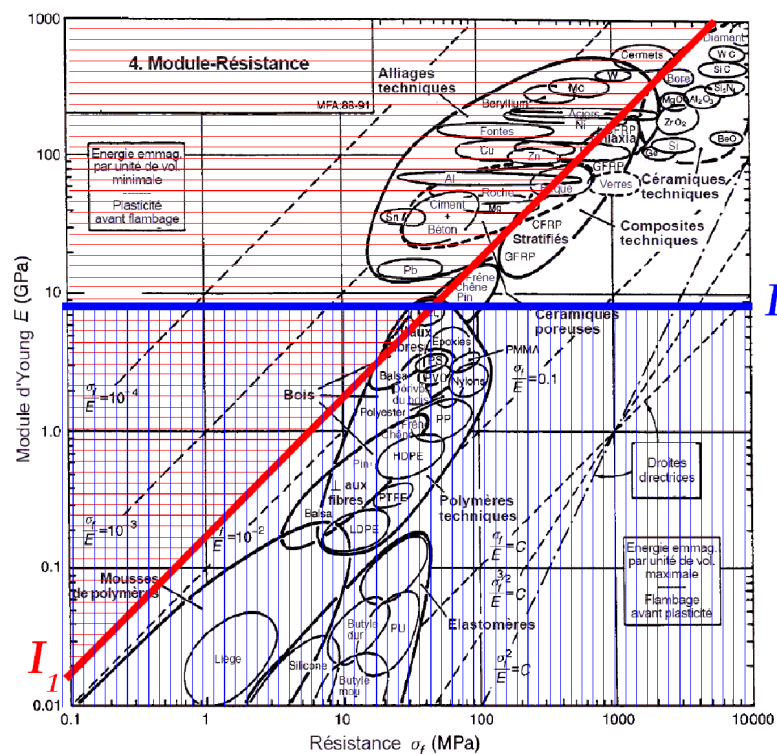 1000
100
10
1.0
0.1
0.01
0.1
1
10
100
1000
10000
Module d'Young E (GPa)
Résistance σf (MPa)
4. Module-Résistance
MFA:88-91
Energie emmag.
par unité de vol.
minimale
Plasticité
avant flambage
Alliages
techniques
Cermets
Diamant
W C
Si C
W
Bore
Mo
Si3N4
Beryllium
MgO
Al2O3
Aciers
Ni
Fontes
CFRP
ZrO2
Cu
Zn
Ge
Si
BeO
GFRP
Al
Verres
Céramiques
techniques
Roche
Mg
Ciment
+
Béton
Sn
CFRP
Stratifiés
GFRP
Composites
techniques
Pb
Frêne
Chêne
Pin
Céramiques
poreuses
I
fibres
Epoxies
PS
PMMA
PVC
Nylons
σf/E=0.1
Balsa
Bois
Polyester
PP
Frêne
Chêne
Pin
HDPE
⊥ aux
fibres
PTFE
Polymères
techniques
Balsa
LDPE
Droites
directrices
σf/E=10⁻⁴
σf/E=10⁻³
σf/E=10⁻²
σf/E=C
σf^3/2/E=C
σf²/E=C
Energie emmag.
par unité de vol.
maximale
Flambage
avant plasticité
Mousses
de polymères
Elastomères
Liège
Butyle
dur
PU
Silicone
Butyle
mou
I1